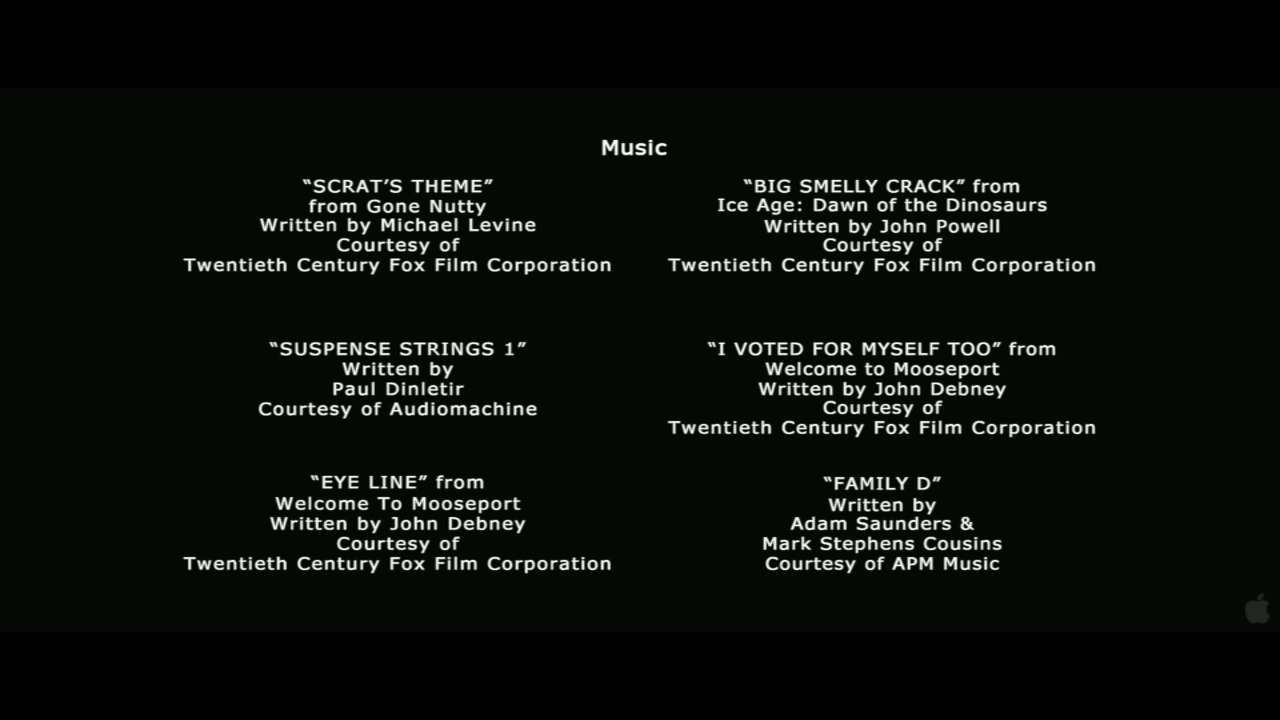 Music
“SCRAT’S THEME”
from Gone Nutty
Written by Michael Levine
Courtesy of
Twentieth Century Fox Film Corporation
“BIG SMELLY CRACK” from
Ice Age: Dawn of the Dinosaurs
Written by John Powell
Courtesy of
Twentieth Century Fox Film Corporation
“SUSPENSE STRINGS 1”
Written by
Paul Dinletir
Courtesy of Audiomachine
“I VOTED FOR MYSELF TOO” from
Welcome to Mooseport
Written by John Debney
Courtesy of
Twentieth Century Fox Film Corporation
“EYE LINE” from
Welcome To Mooseport
Written by John Debney
Courtesy of
Twentieth Century Fox Film Corporation
“FAMILY D”
Written by
Adam Saunders &
Mark Stephens Cousins
Courtesy of APM Music